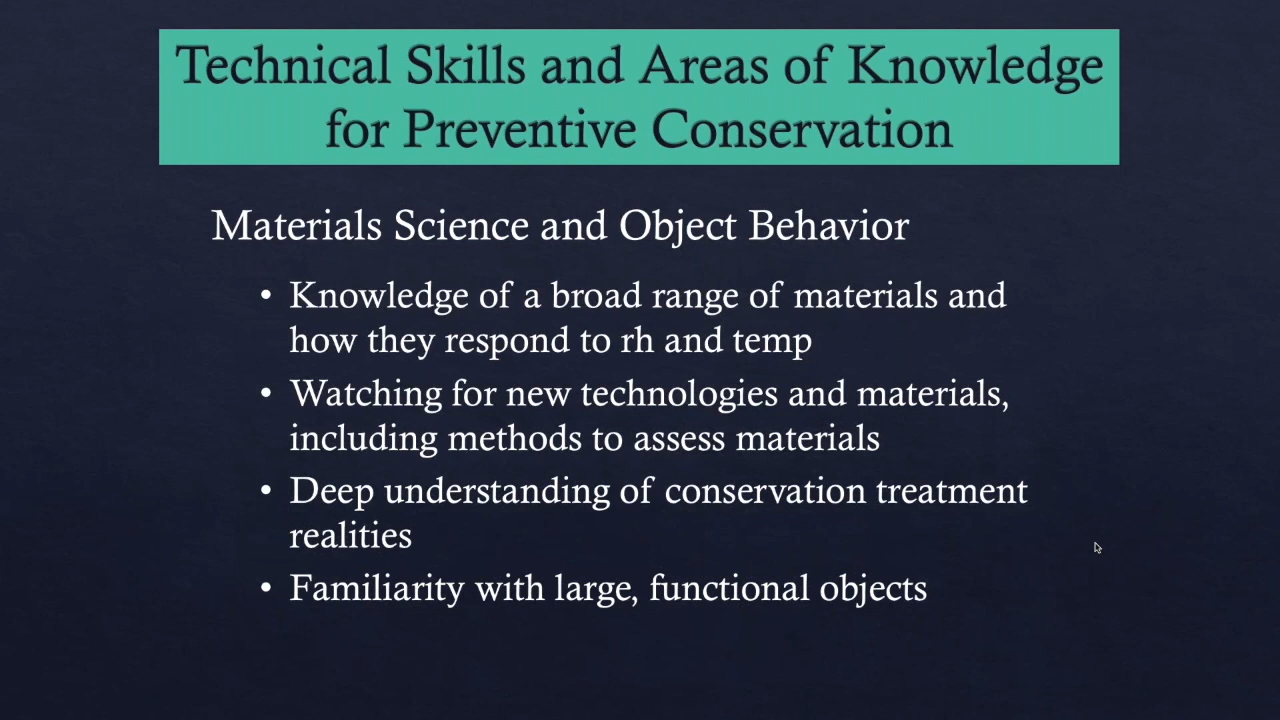 Technical Skills and Areas of Knowledge
for Preventive Conservation
Materials Science and Object Behavior
• Knowledge of a broad range of materials and
how they respond to rh and temp
• Watching for new technologies and materials,
including methods to assess materials
• Deep understanding of conservation treatment
realities
• Familiarity with large, functional objects